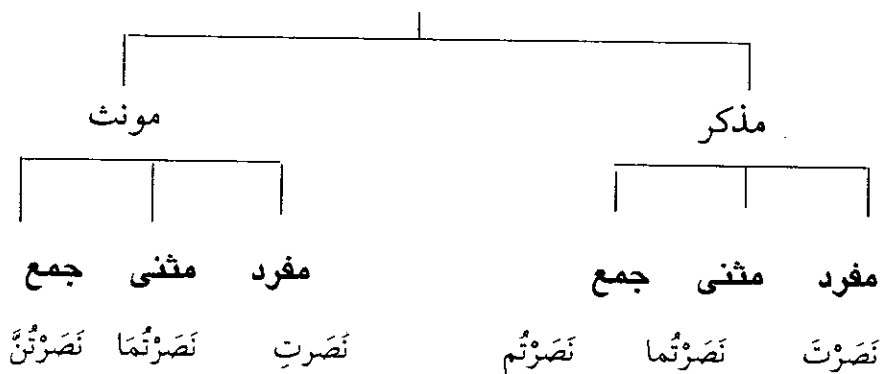 مذكر مونث
مفرد مثنى جمع مفرد مثنى جمع
نَصَرْتَ نَصَرْتُما نَصَرْتُم نَصَرتِ نَصَرْتُمَا نَصَرْتُنَّ